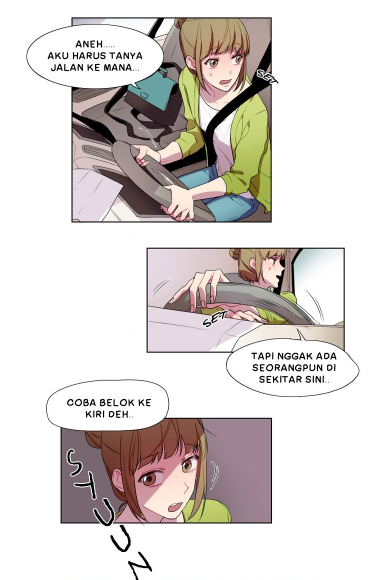 ANEH.....
AKU HARUS TANYA
JALAN KE MANA...
SET
SET
TAPI NGGAK ADA
SEORANGPUN DI
SEKITAR SINI..
COBA BELOK KE
KIRI DEH..
SYUUNZ